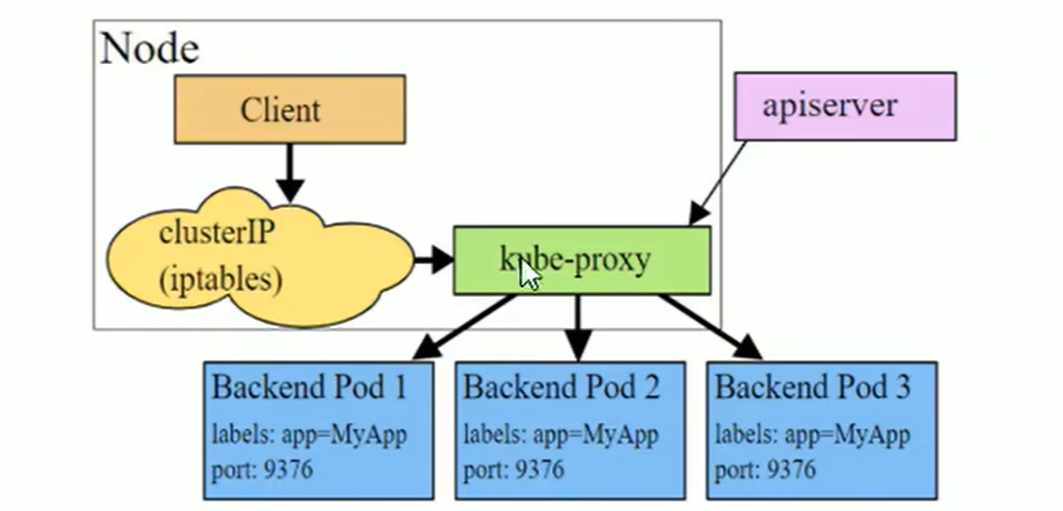 Node
Client
apiserver
clusterIP
(iptables)
kube-proxy
Backend Pod 1
labels: app=MyApp
port: 9376
Backend Pod 2
labels: app=MyApp
port: 9376
Backend Pod 3
labels: app=MyApp
port: 9376